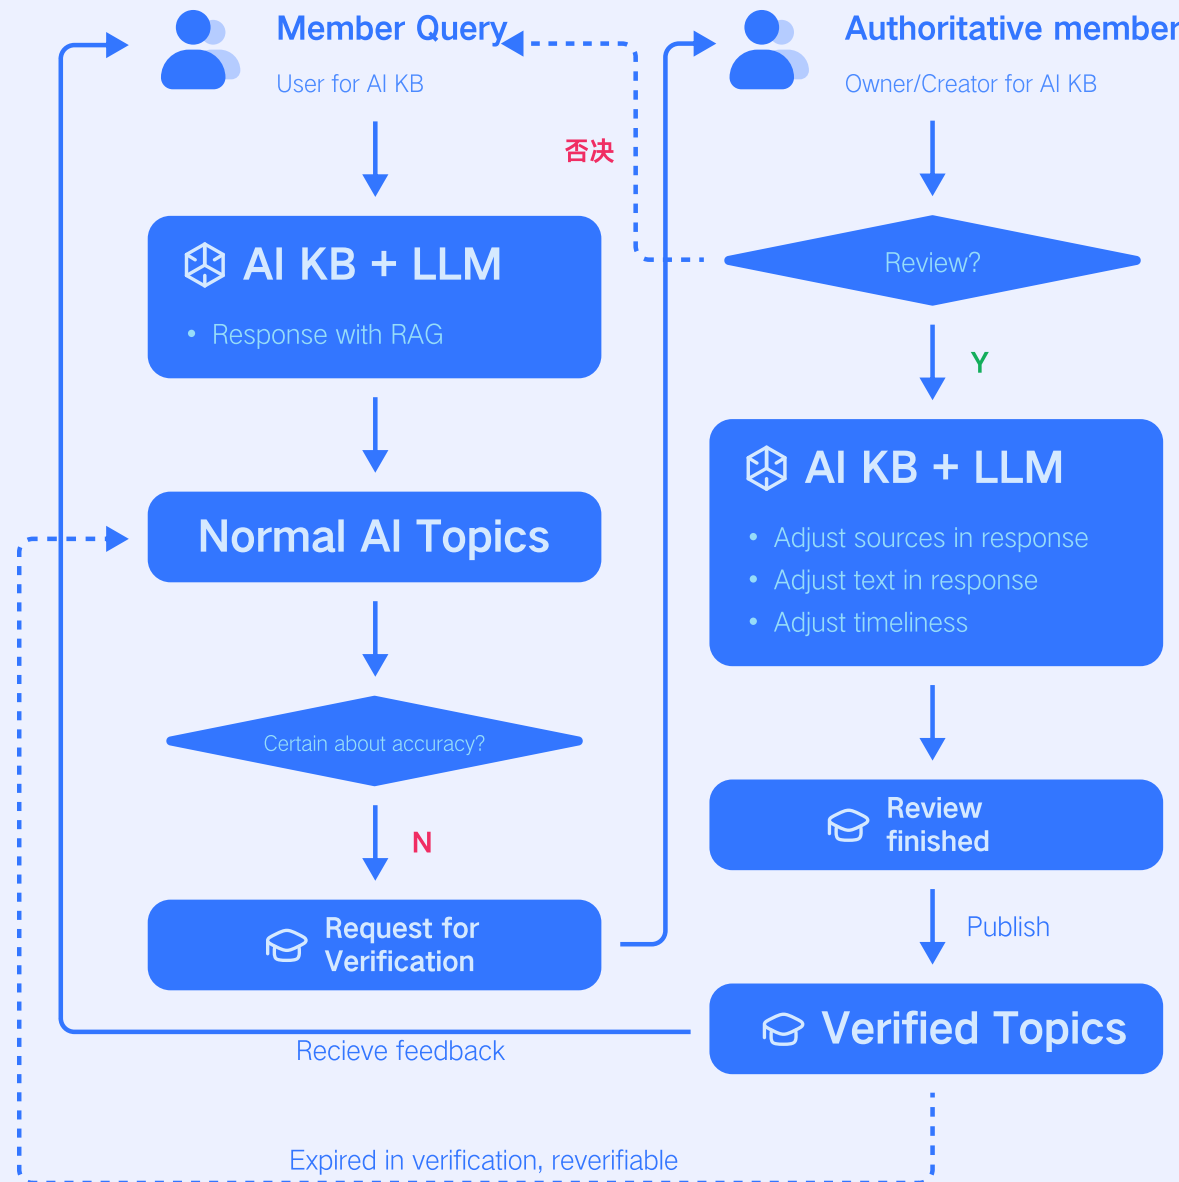 Member Query
User for AI KB
AI KB + LLM
• Response with RAG
Normal AI Topics
Certain about accuracy?
N
Request for
Verification
Recieve feedback
Expired in verification, reverifiable
否决
Authoritative member
Owner/Creator for AI KB
Review?
Y
AI KB + LLM
• Adjust sources in response
• Adjust text in response
• Adjust timeliness
Review
finished
Publish
Verified Topics